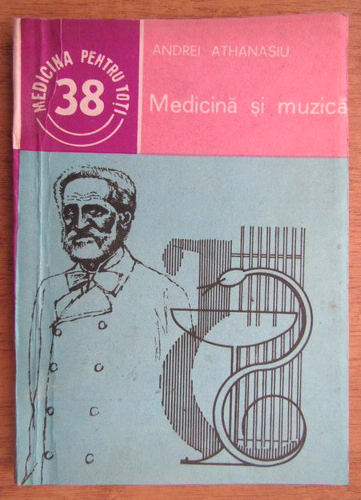 MEDICINA PENTRU TOȚI
38
ANDREI ATHANASIU
Medicină și muzică